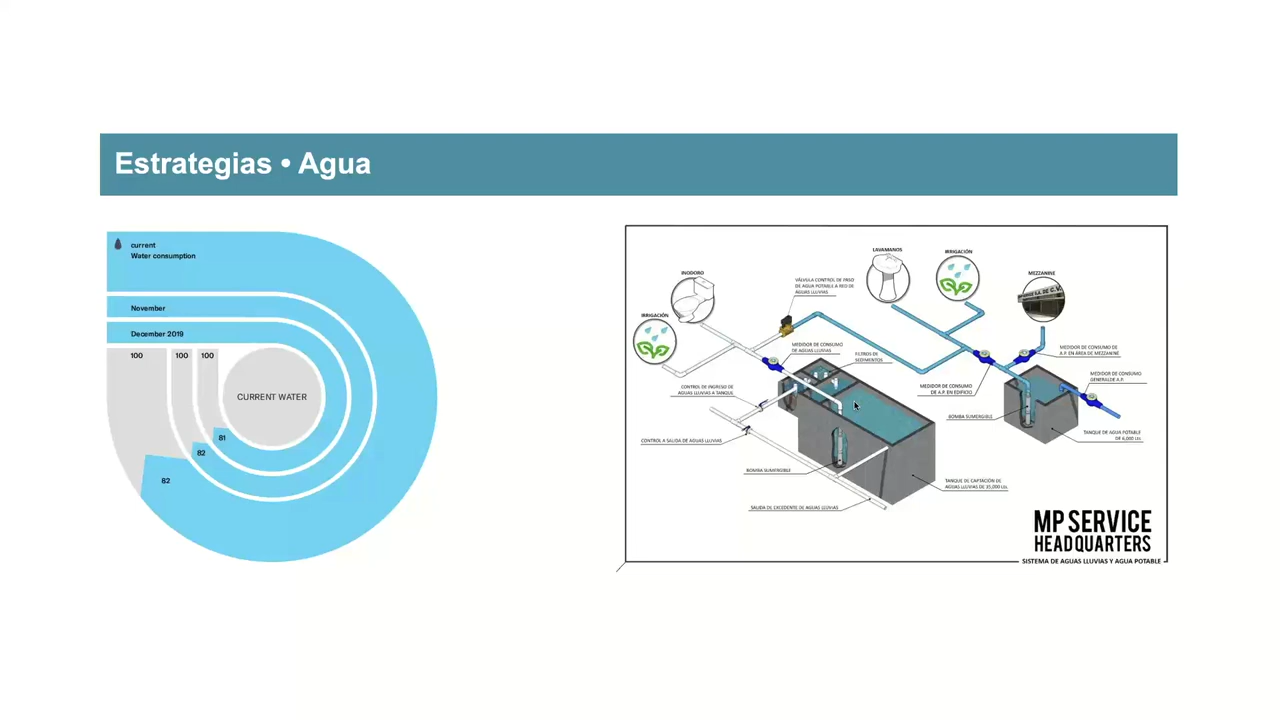 Estrategias • Agua
current
Water consumption
November
December 2019
100
100
100
CURRENT WATER
81
82
82
INODORO
IRRIGACIÓN
VÁLVULA CONTROL DE PASO
DE AGUA POTABLE A RED DE
AGUAS LLUVIAS
LAVAMANOS
IRRIGACIÓN
MEZZANINE
MEDIDOR DE CONSUMO
DE AGUAS LLUVIAS
FILTROS DE
SEDIMENTOS
CONTROL DE INGRESO DE
AGUAS LLUVIAS A TANQUE
CONTROL A SALIDA DE AGUAS LLUVIAS
BOMBA SUMERGIBLE
SALIDA DE EXCEDENTE DE AGUAS LLUVIAS
TANQUE DE CAPTACIÓN DE
AGUAS LLUVIAS DE 35,000 Lts.
MEDIDOR DE CONSUMO
DE A.P. EN EDIFICIO
BOMBA SUMERGIBLE
MEDIDOR DE CONSUMO DE
A.P. EN ÁREA DE MEZZANINE
MEDIDOR DE CONSUMO
GENERAL DE A.P.
TANQUE DE AGUA POTABLE
DE 6,000 Lts
MP SERVICE
HEADQUARTERS
SISTEMA DE AGUAS LLUVIAS Y AGUA POTABLE